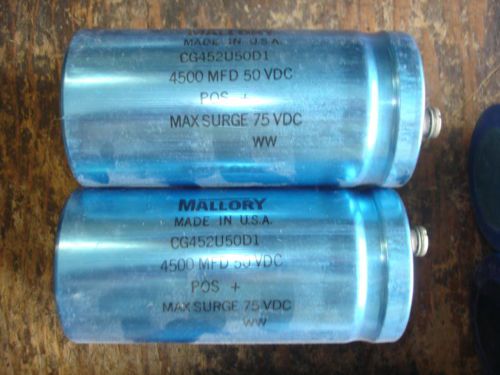 MALLORY
MADE IN U.S.A.
CG452U50D1
4500 MFD 50 VDC
POS +
MAX SURGE 75 VDC
WW
MALLORY
MADE IN U.S.A.
CG452U50D1
4500 MFD 50 VDC
POS +
MAX SURGE 75 VDC
WW